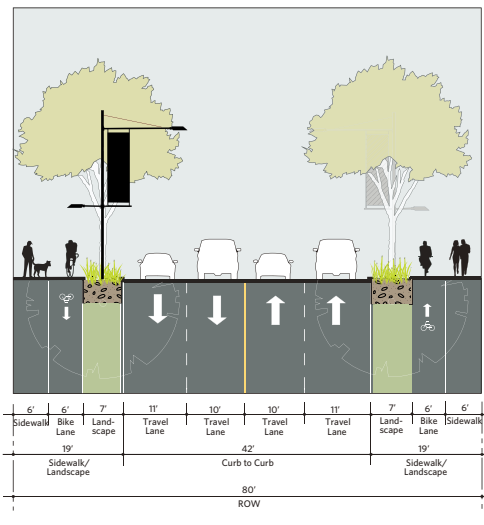 6' 6' 7' 11' 10' 10' 11' 7' 6' 6'
Sidewalk Bike Lane Land-scape Travel Lane Travel Lane Travel Lane Travel Lane Land-scape Bike Lane Sidewalk
19' 42' 19'
Sidewalk/ Curb to Curb Sidewalk/
Landscape Landscape
80'
ROW